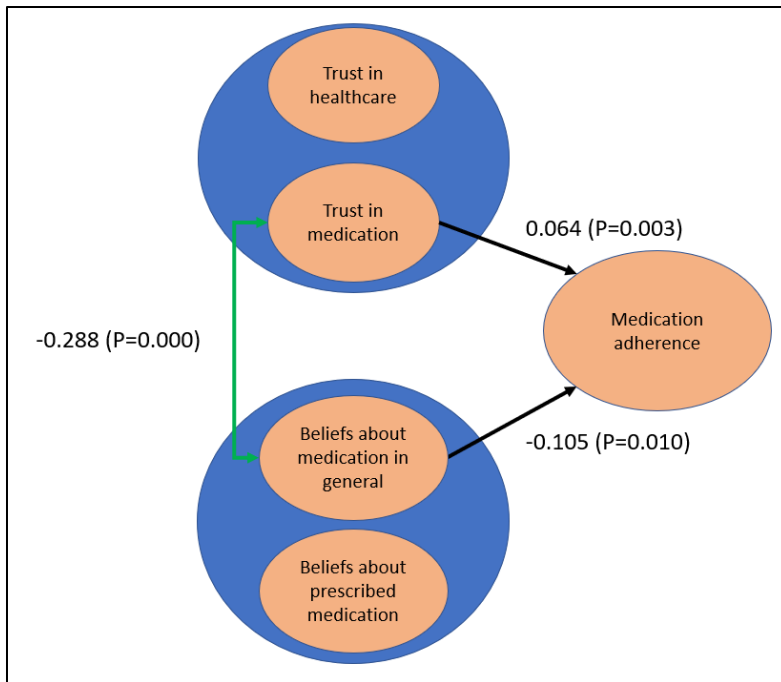 Trust in
healthcare
Trust in
medication
0.064 (P=0.003)
Medication
adherence
-0.288 (P=0.000)
Beliefs about
medication in
general
-0.105 (P=0.010)
Beliefs about
prescribed
medication